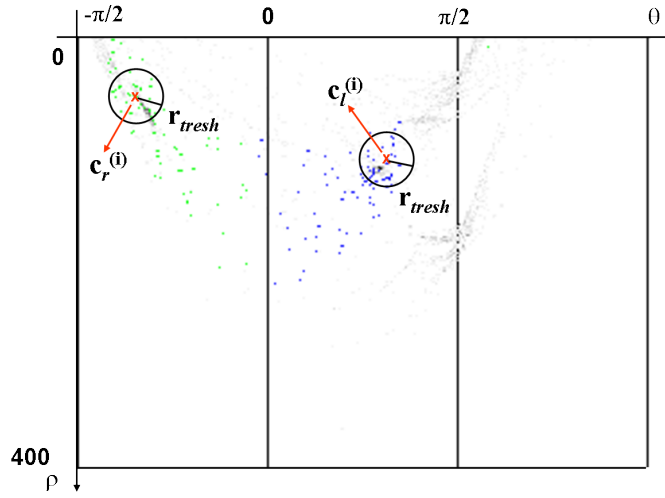 -π/2 0 π/2 θ
0
r_tresh
c_r^(i)
c_l^(i)
r_tresh
400
ρ